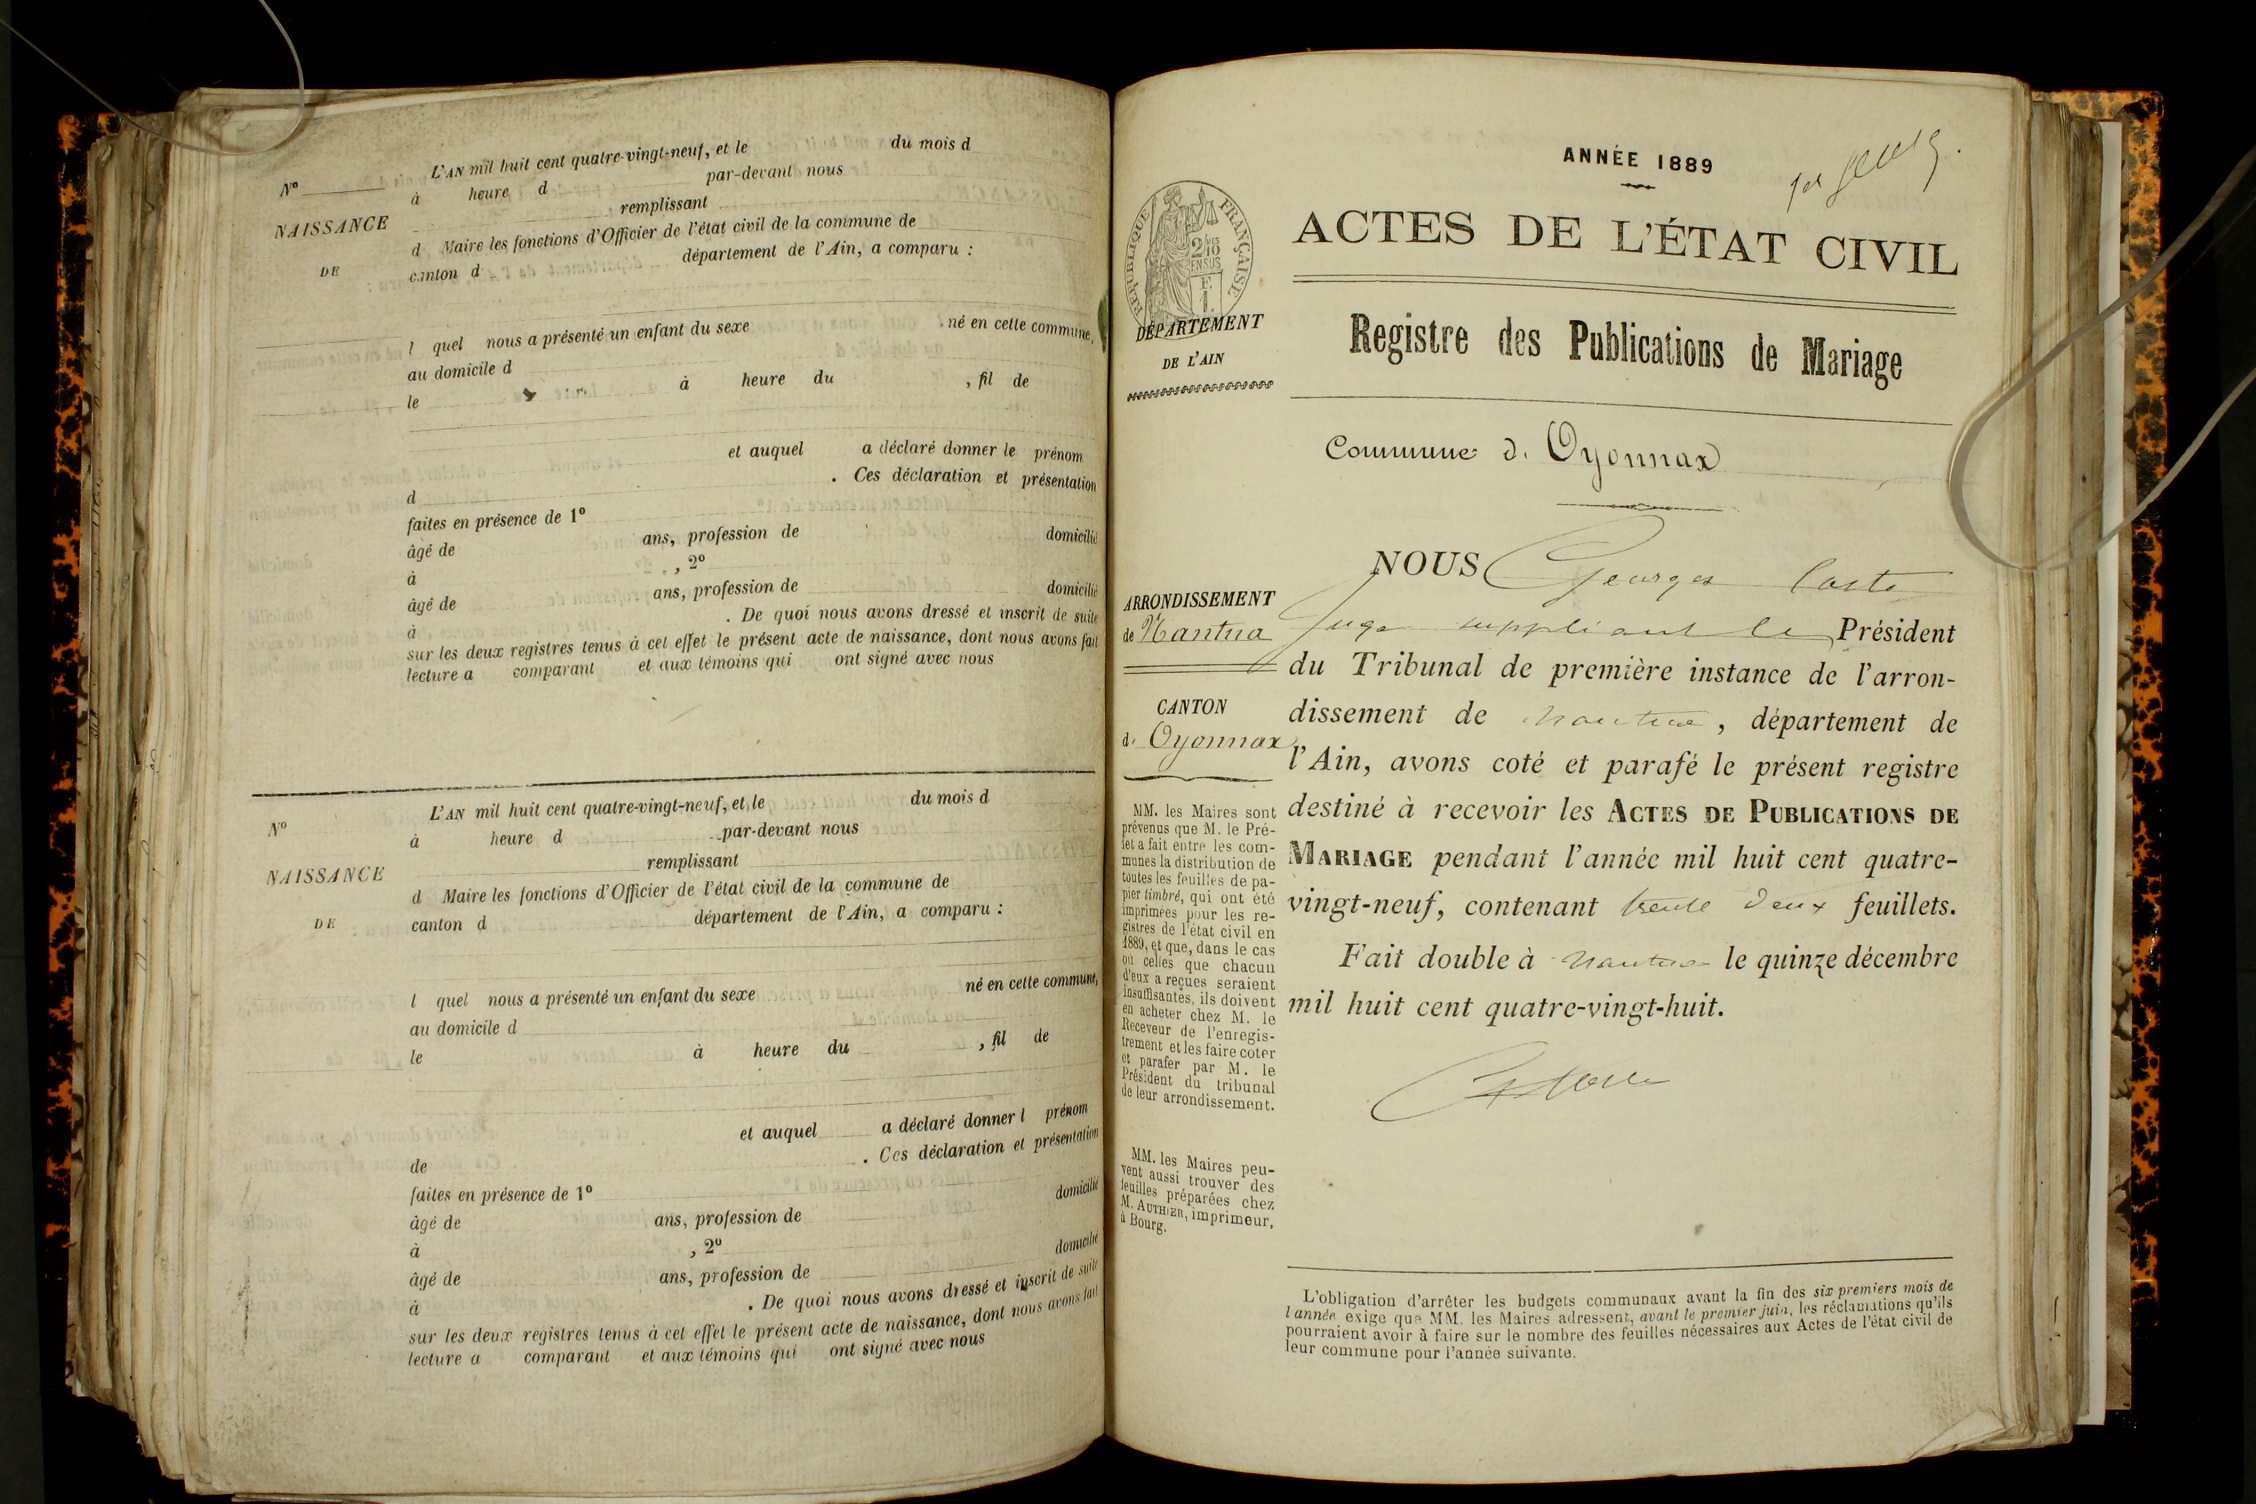 L'AN mil huit cent quatre-vingt-neuf, et le du mois d
Nº à heure d par-devant nous
remplissant
NAISSANCE
d Maire les fonctions d'Officier de l'état civil de la commune de
DE
canton d département de l'Ain, a comparu :
l quel nous a présenté un enfant du sexe né en cette commune,
au domicile d
le à heure du , fil de
et auquel a déclaré donner le prénom
d . Ces déclaration et présentation
faites en présence de 1º
âgé de ans, profession de domicilié
à , 2º
âgé de ans, profession de domicilié
à . De quoi nous avons dressé et inscrit de suite
sur les deux registres tenus à cet effet le présent acte de naissance, dont nous avons fait
lecture a comparant et aux témoins qui ont signé avec nous
L'AN mil huit cent quatre-vingt-neuf, et le du mois d
Nº à heure d par-devant nous
remplissant
NAISSANCE
d Maire les fonctions d'Officier de l'état civil de la commune de
DE
canton d département de l'Ain, a comparu :
l quel nous a présenté un enfant du sexe né en cette commune,
au domicile d
le à heure du , fil de
et auquel a déclaré donner l prénom
de . Ces déclaration et présentation
faites en présence de 1º
âgé de ans, profession de domicilié
à , 2º
âgé de ans, profession de domicilié
à . De quoi nous avons dressé et inscrit de suite
sur les deux registres tenus à cet effet le présent acte de naissance, dont nous avons fait
lecture a comparant et aux témoins qui ont signé avec nous
ANNÉE 1889
RÉPUBLIQUE FRANÇAISE
DÉPARTEMENT
DE L'AIN
ACTES DE L'ÉTAT CIVIL
Registre des Publications de Mariage
Commune d. Oyonnax
ARRONDISSEMENT
de Nantua
CANTON
d. Oyonnax
MM. les Maires sont
prévenus que M. le Pré-
fet a fait entre les com-
munes la distribution de
toutes les feuilles de pa-
pier timbré, qui ont été
imprimées pour les re-
gistres de l'état civil en
1889, et que, dans le cas
où celles que chacun
d'eux a reçues seraient
insuffisantes, ils doivent
en acheter chez M. le
Receveur de l'enregis-
trement et les faire coter
et parafer par M. le
Président du tribunal
de leur arrondissement.
MM. les Maires peu-
vent aussi trouver des
feuilles préparées chez
M. AUTHIER, imprimeur,
à Bourg.
NOUS Georges Coste
Juge suppléant le Président
du Tribunal de première instance de l'arron-
dissement de Nantua, département de
l'Ain, avons coté et parafé le présent registre
destiné à recevoir les ACTES DE PUBLICATIONS DE
MARIAGE pendant l'année mil huit cent quatre-
vingt-neuf, contenant trente deux feuillets.
Fait double à Nantua le quinze décembre
mil huit cent quatre-vingt-huit.
L'obligation d'arrêter les budgets communaux avant la fin des six premiers mois de
l'année exige que MM. les Maires adressent, avant le premier juin, les réclamations qu'ils
pourraient avoir à faire sur le nombre des feuilles nécessaires aux Actes de l'état civil de
leur commune pour l'année suivante.